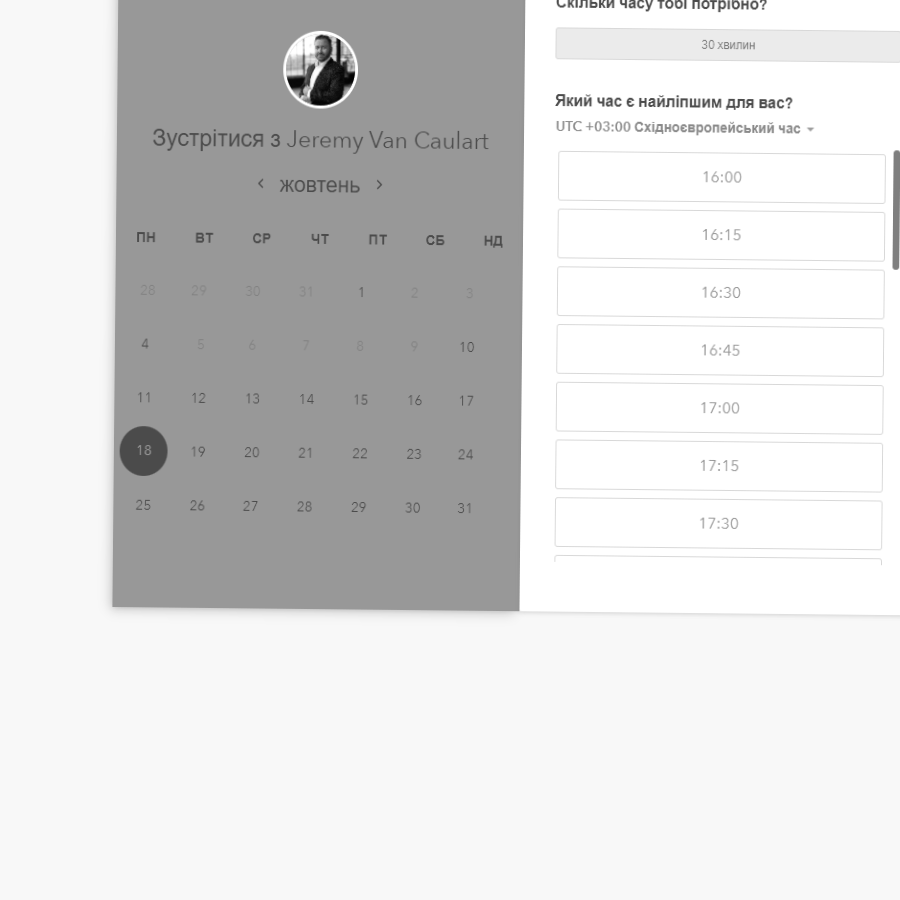 Зустрітися з Jeremy Van Caulart
‹ жовтень ›
ПН ВТ СР ЧТ ПТ СБ НД
28 29 30 31 1 2 3
4 5 6 7 8 9 10
11 12 13 14 15 16 17
18 19 20 21 22 23 24
25 26 27 28 29 30 31
Скільки часу тобі потрібно?
30 хвилин
Який час є найліпшим для вас?
UTC +03:00 Східноєвропейський час
16:00
16:15
16:30
16:45
17:00
17:15
17:30